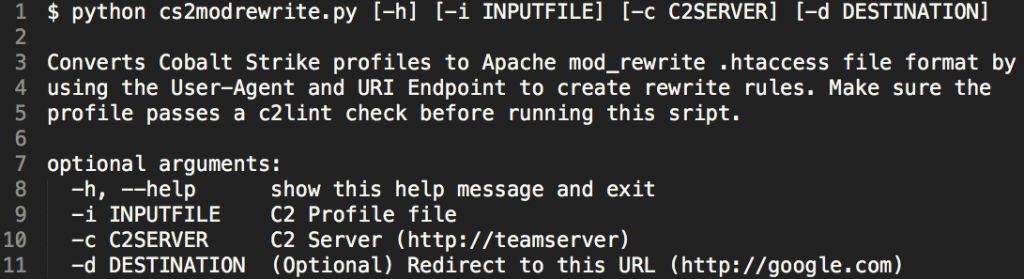 1 $ python cs2modrewrite.py [-h] [-i INPUTFILE] [-c C2SERVER] [-d DESTINATION]
2
3 Converts Cobalt Strike profiles to Apache mod_rewrite .htaccess file format by
4 using the User-Agent and URI Endpoint to create rewrite rules. Make sure the
5 profile passes a c2lint check before running this sript.
6
7 optional arguments:
8   -h, --help      show this help message and exit
9   -i INPUTFILE    C2 Profile file
10   -c C2SERVER     C2 Server (http://teamserver)
11   -d DESTINATION  (Optional) Redirect to this URL (http://google.com)